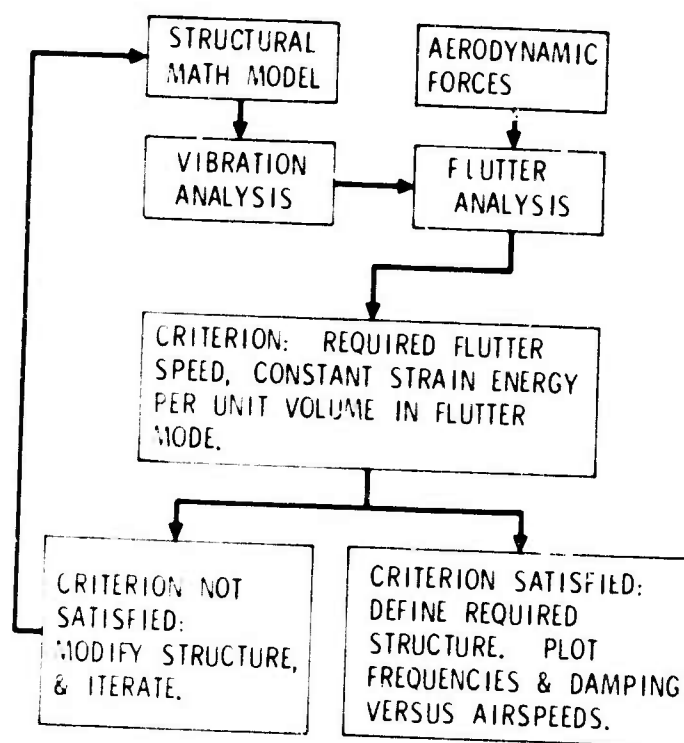 STRUCTURAL
MATH MODEL
AERODYNAMIC
FORCES
VIBRATION
ANALYSIS
FLUTTER
ANALYSIS
CRITERION: REQUIRED FLUTTER
SPEED, CONSTANT STRAIN ENERGY
PER UNIT VOLUME IN FLUTTER
MODE.
CRITERION NOT
SATISFIED:
MODIFY STRUCTURE,
& ITERATE.
CRITERION SATISFIED:
DEFINE REQUIRED
STRUCTURE. PLOT
FREQUENCIES & DAMPING
VERSUS AIRSPEEDS.